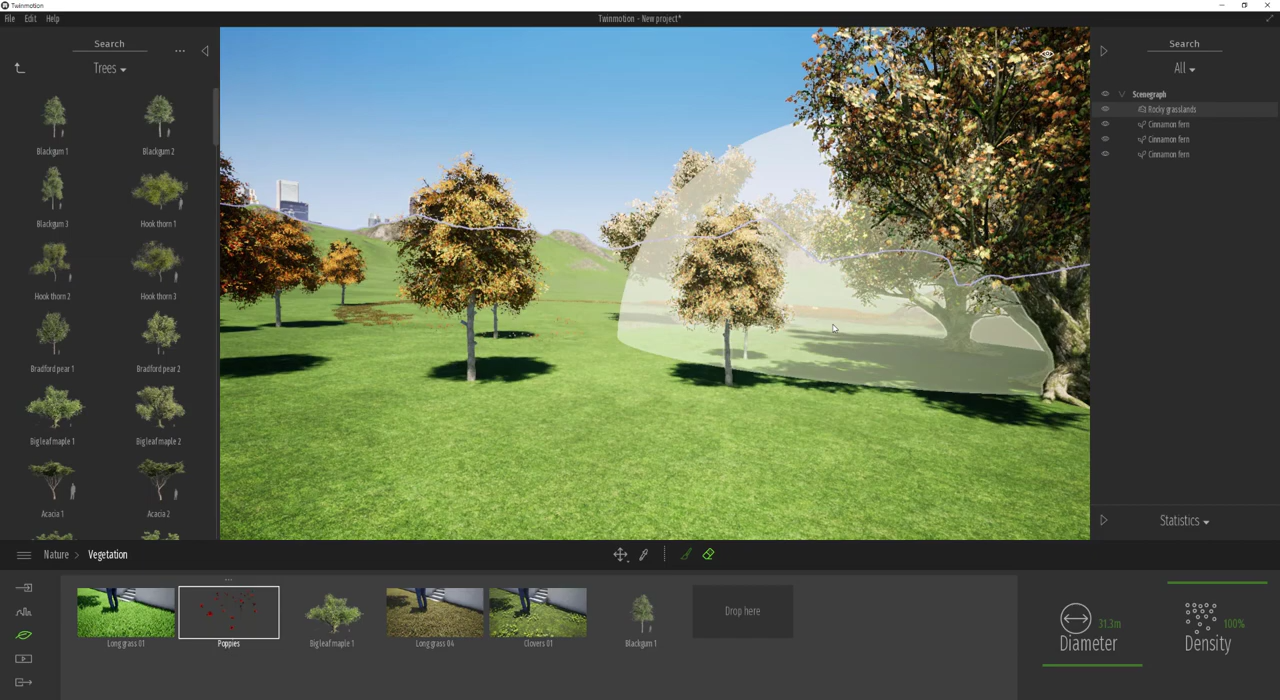 Twinmotion
File Edit Help
Twinmotion - New project*
Search
...
Trees
Blackgum 1
Blackgum 2
Blackgum 3
Hook thorn 1
Hook thorn 2
Hook thorn 3
Bradford pear 1
Bradford pear 2
Big leaf maple 1
Big leaf maple 2
Acacia 1
Acacia 2
Search
All
Scenegraph
Rocky grasslands
Cinnamon fern
Cinnamon fern
Cinnamon fern
Statistics
Nature > Vegetation
...
Long grass 01
Poppies
Big leaf maple 1
Long grass 04
Clovers 01
Blackgum 1
Drop here
31.3m
Diameter
100%
Density